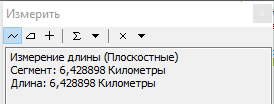 Измерить
Измерение длины (Плоскостные)
Сегмент: 6,428898 Километры
Длина: 6,428898 Километры